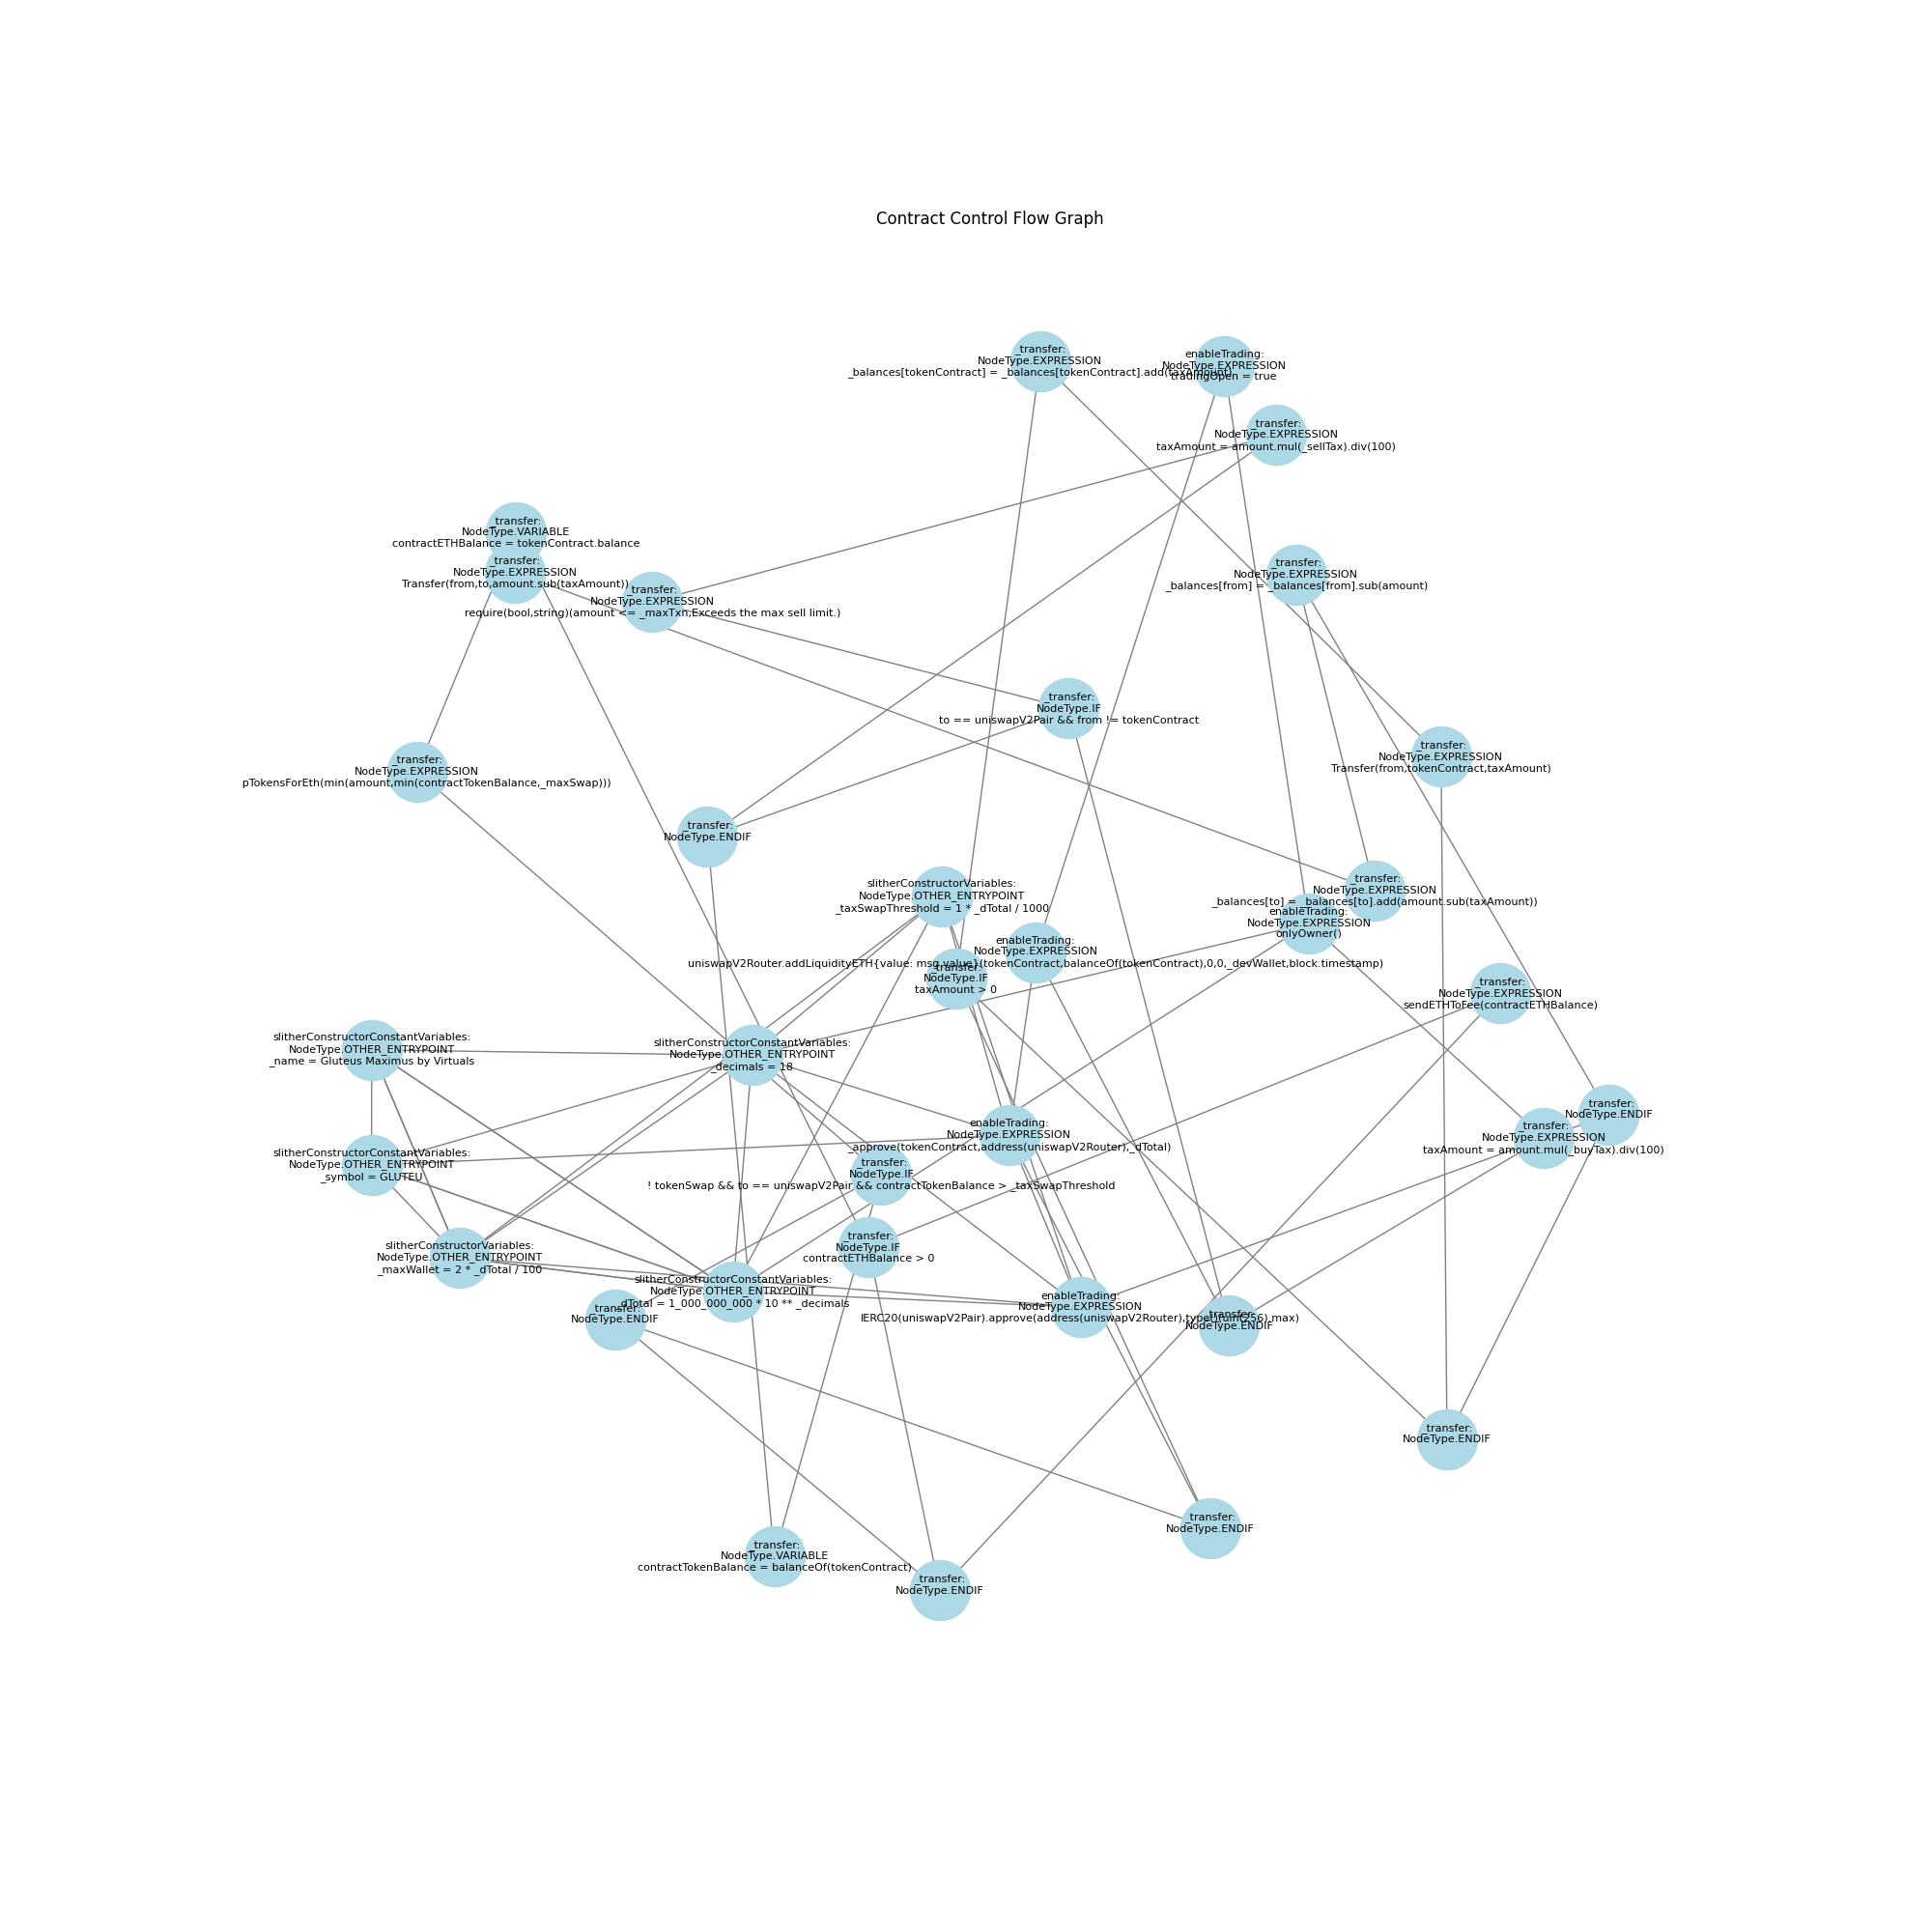 Contract Control Flow Graph
_transfer:
NodeType.EXPRESSION
_balances[tokenContract] = _balances[tokenContract].add(taxAmount)
enableTrading:
NodeType.EXPRESSION
tradingOpen = true
_transfer:
NodeType.EXPRESSION
taxAmount = amount.mul(_sellTax).div(100)
_transfer:
NodeType.VARIABLE
contractETHBalance = tokenContract.balance
_transfer:
NodeType.EXPRESSION
Transfer(from,to,amount.sub(taxAmount))
_transfer:
NodeType.EXPRESSION
require(bool,string)(amount <= _maxTxn,Exceeds the max sell limit.)
_transfer:
NodeType.EXPRESSION
_balances[from] = _balances[from].sub(amount)
_transfer:
NodeType.IF
to == uniswapV2Pair && from != tokenContract
_transfer:
NodeType.EXPRESSION
Transfer(from,tokenContract,taxAmount)
_transfer:
NodeType.EXPRESSION
pTokensForEth(min(amount,min(contractTokenBalance,_maxSwap)))
_transfer:
NodeType.ENDIF
slitherConstructorVariables:
NodeType.OTHER_ENTRYPOINT
_taxSwapThreshold = 1 * _dTotal / 1000
_transfer:
NodeType.EXPRESSION
_balances[to] = _balances[to].add(amount.sub(taxAmount))
enableTrading:
NodeType.EXPRESSION
onlyOwner()
enableTrading:
NodeType.EXPRESSION
uniswapV2Router.addLiquidityETH{value: msg.value}(tokenContract,balanceOf(tokenContract),0,0,_devWallet,block.timestamp)
_transfer:
NodeType.IF
taxAmount > 0
_transfer:
NodeType.EXPRESSION
sendETHToFee(contractETHBalance)
slitherConstructorConstantVariables:
NodeType.OTHER_ENTRYPOINT
_name = Gluteus Maximus by Virtuals
slitherConstructorConstantVariables:
NodeType.OTHER_ENTRYPOINT
_decimals = 18
_transfer:
NodeType.ENDIF
enableTrading:
NodeType.EXPRESSION
_approve(tokenContract,address(uniswapV2Router),_dTotal)
_transfer:
NodeType.EXPRESSION
taxAmount = amount.mul(_buyTax).div(100)
slitherConstructorConstantVariables:
NodeType.OTHER_ENTRYPOINT
_symbol = GLUTEU
_transfer:
NodeType.IF
! tokenSwap && to == uniswapV2Pair && contractTokenBalance > _taxSwapThreshold
_transfer:
NodeType.IF
contractETHBalance > 0
slitherConstructorVariables:
NodeType.OTHER_ENTRYPOINT
_maxWallet = 2 * _dTotal / 100
slitherConstructorConstantVariables:
NodeType.OTHER_ENTRYPOINT
_dTotal = 1_000_000_000 * 10 ** _decimals
_transfer:
NodeType.ENDIF
enableTrading:
NodeType.EXPRESSION
IERC20(uniswapV2Pair).approve(address(uniswapV2Router),type()(uint256).max)
_transfer:
NodeType.ENDIF
_transfer:
NodeType.ENDIF
_transfer:
NodeType.ENDIF
_transfer:
NodeType.VARIABLE
contractTokenBalance = balanceOf(tokenContract)
_transfer:
NodeType.ENDIF